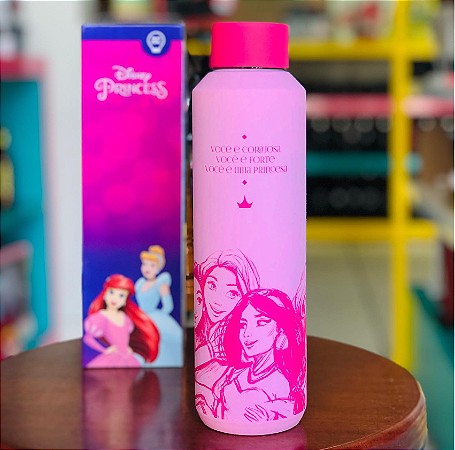 Disney
PRINCESS
VOCÊ É CORAJOSA
VOCÊ É FORTE
VOCÊ É UMA PRINCESA